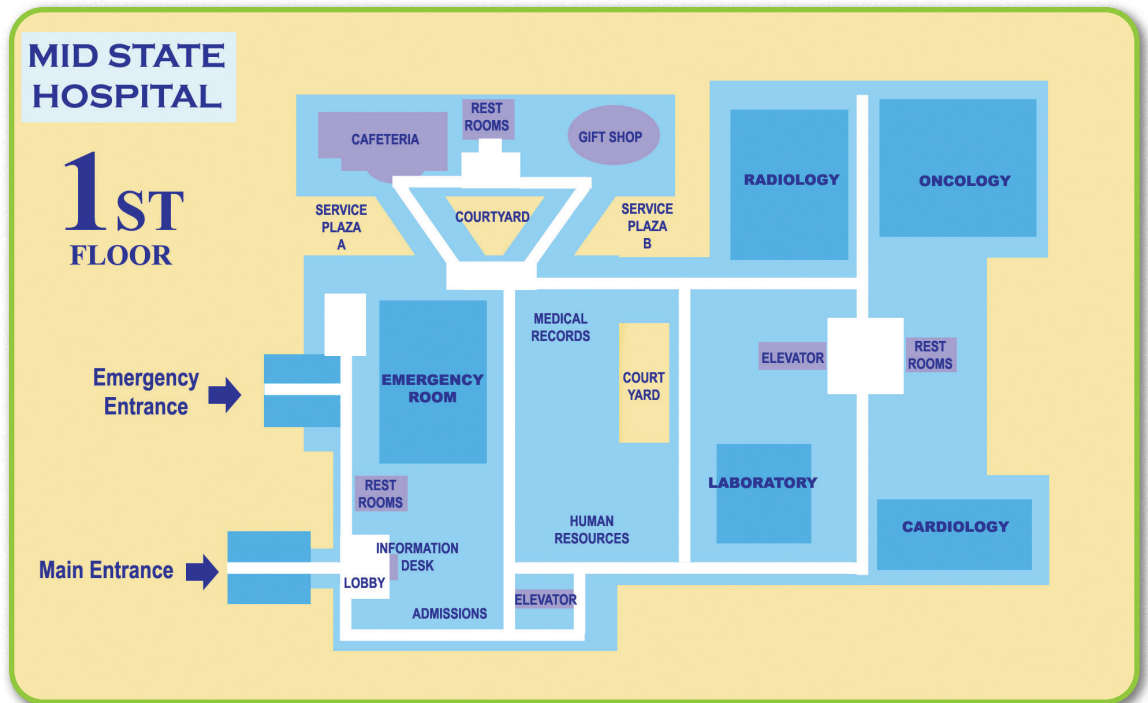 MID STATE
HOSPITAL
1ST
FLOOR
CAFETERIA
REST
ROOMS
GIFT SHOP
SERVICE
PLAZA
A
COURTYARD
SERVICE
PLAZA
B
RADIOLOGY
ONCOLOGY
MEDICAL
RECORDS
Emergency
Entrance
EMERGENCY
ROOM
COURT
YARD
ELEVATOR
REST
ROOMS
REST
ROOMS
LABORATORY
HUMAN
RESOURCES
CARDIOLOGY
Main Entrance
LOBBY
INFORMATION
DESK
ADMISSIONS
ELEVATOR